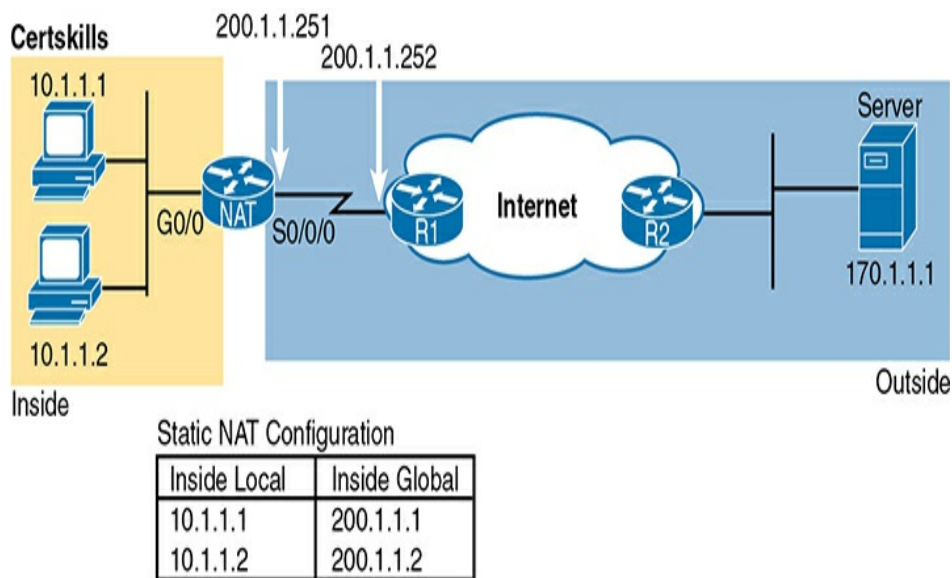 200.1.1.251
Certskills
200.1.1.252
10.1.1.1
Server
NAT
R1
Internet
R2
G0/0
S0/0/0
170.1.1.1
10.1.1.2
Inside
Outside
Static NAT Configuration
Inside Local Inside Global
10.1.1.1 200.1.1.1
10.1.1.2 200.1.1.2